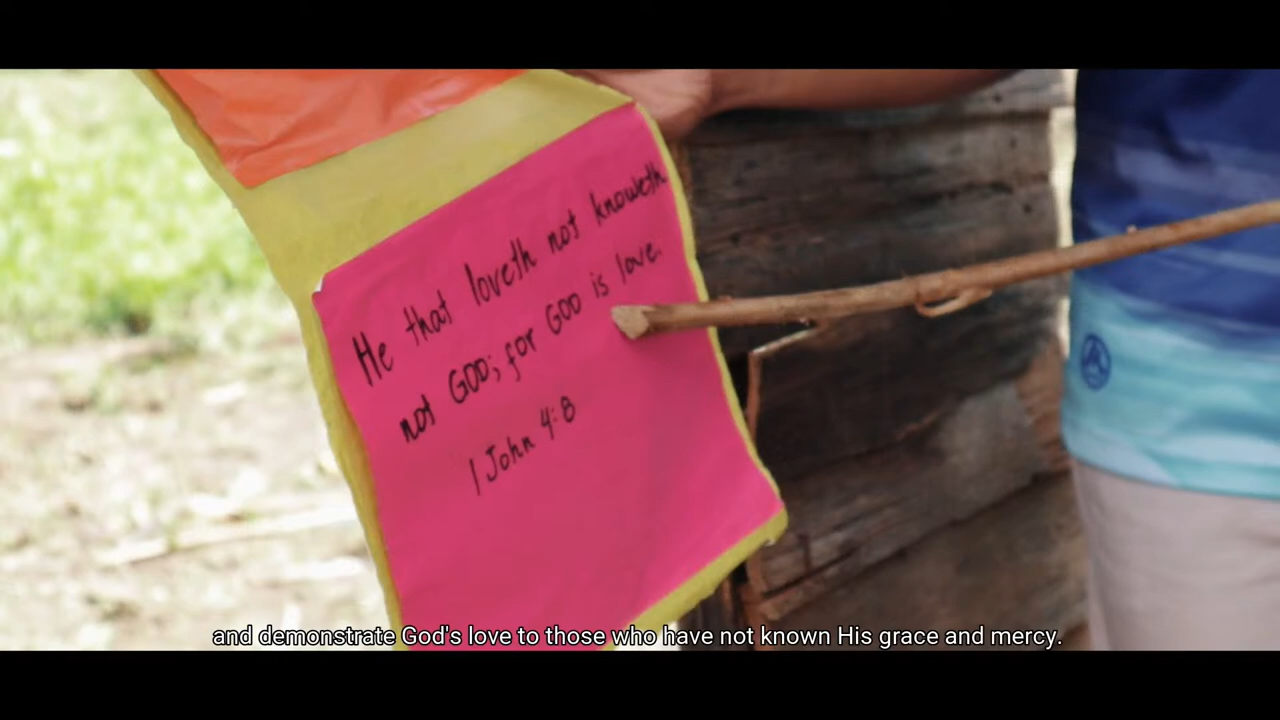 He that loveth not knoweth
not GOD; for GOD is love.
1 John 4:8
and demonstrate God's love to those who have not known His grace and mercy.